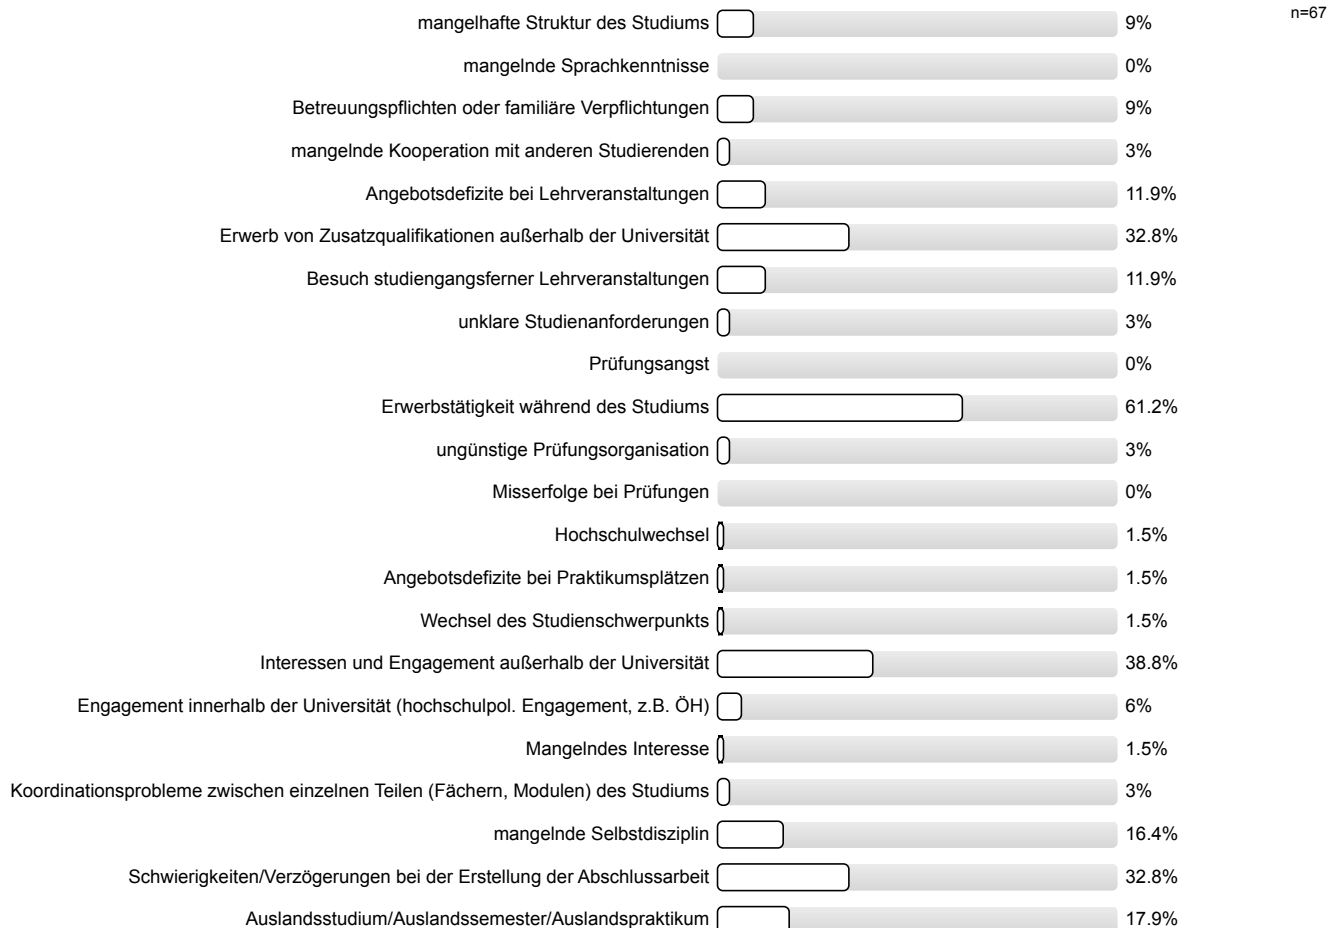 n=67
mangelhafte Struktur des Studiums 9%
mangelnde Sprachkenntnisse 0%
Betreuungspflichten oder familiäre Verpflichtungen 9%
mangelnde Kooperation mit anderen Studierenden 3%
Angebotsdefizite bei Lehrveranstaltungen 11.9%
Erwerb von Zusatzqualifikationen außerhalb der Universität 32.8%
Besuch studiengangsferner Lehrveranstaltungen 11.9%
unklare Studienanforderungen 3%
Prüfungsangst 0%
Erwerbstätigkeit während des Studiums 61.2%
ungünstige Prüfungsorganisation 3%
Misserfolge bei Prüfungen 0%
Hochschulwechsel 1.5%
Angebotsdefizite bei Praktikumsplätzen 1.5%
Wechsel des Studienschwerpunkts 1.5%
Interessen und Engagement außerhalb der Universität 38.8%
Engagement innerhalb der Universität (hochschulpol. Engagement, z.B. ÖH) 6%
Mangelndes Interesse 1.5%
Koordinationsprobleme zwischen einzelnen Teilen (Fächern, Modulen) des Studiums 3%
mangelnde Selbstdisziplin 16.4%
Schwierigkeiten/Verzögerungen bei der Erstellung der Abschlussarbeit 32.8%
Auslandsstudium/Auslandssemester/Auslandspraktikum 17.9%